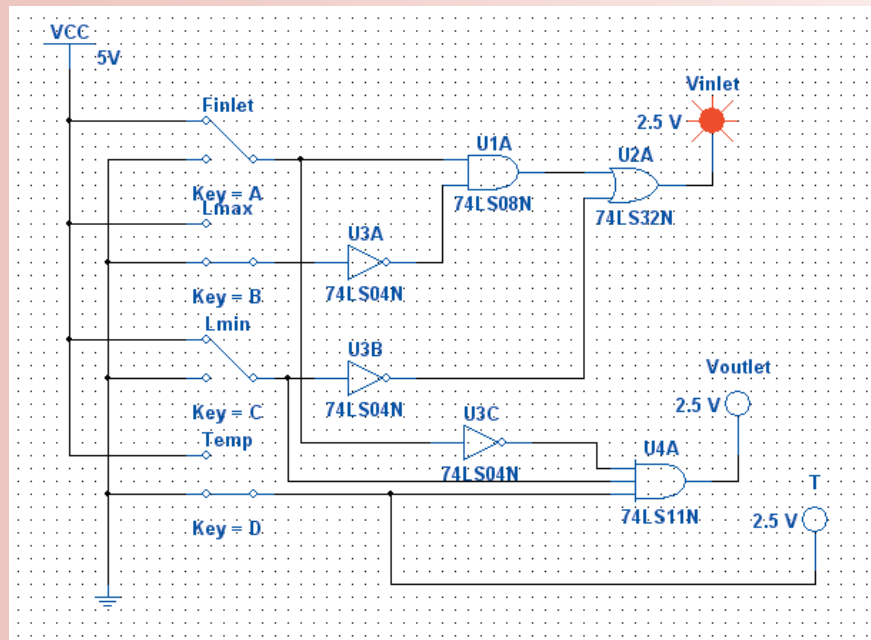 VCC
5V
Finlet
Vinlet
2.5 V
U1A
U2A
Key = A
74LS08N
Lmax
74LS32N
U3A
Key = B
74LS04N
Lmin
U3B
Voutlet
2.5 V
Key = C
74LS04N
U3C
Temp
U4A
74LS04N
T
74LS11N
2.5 V
Key = D